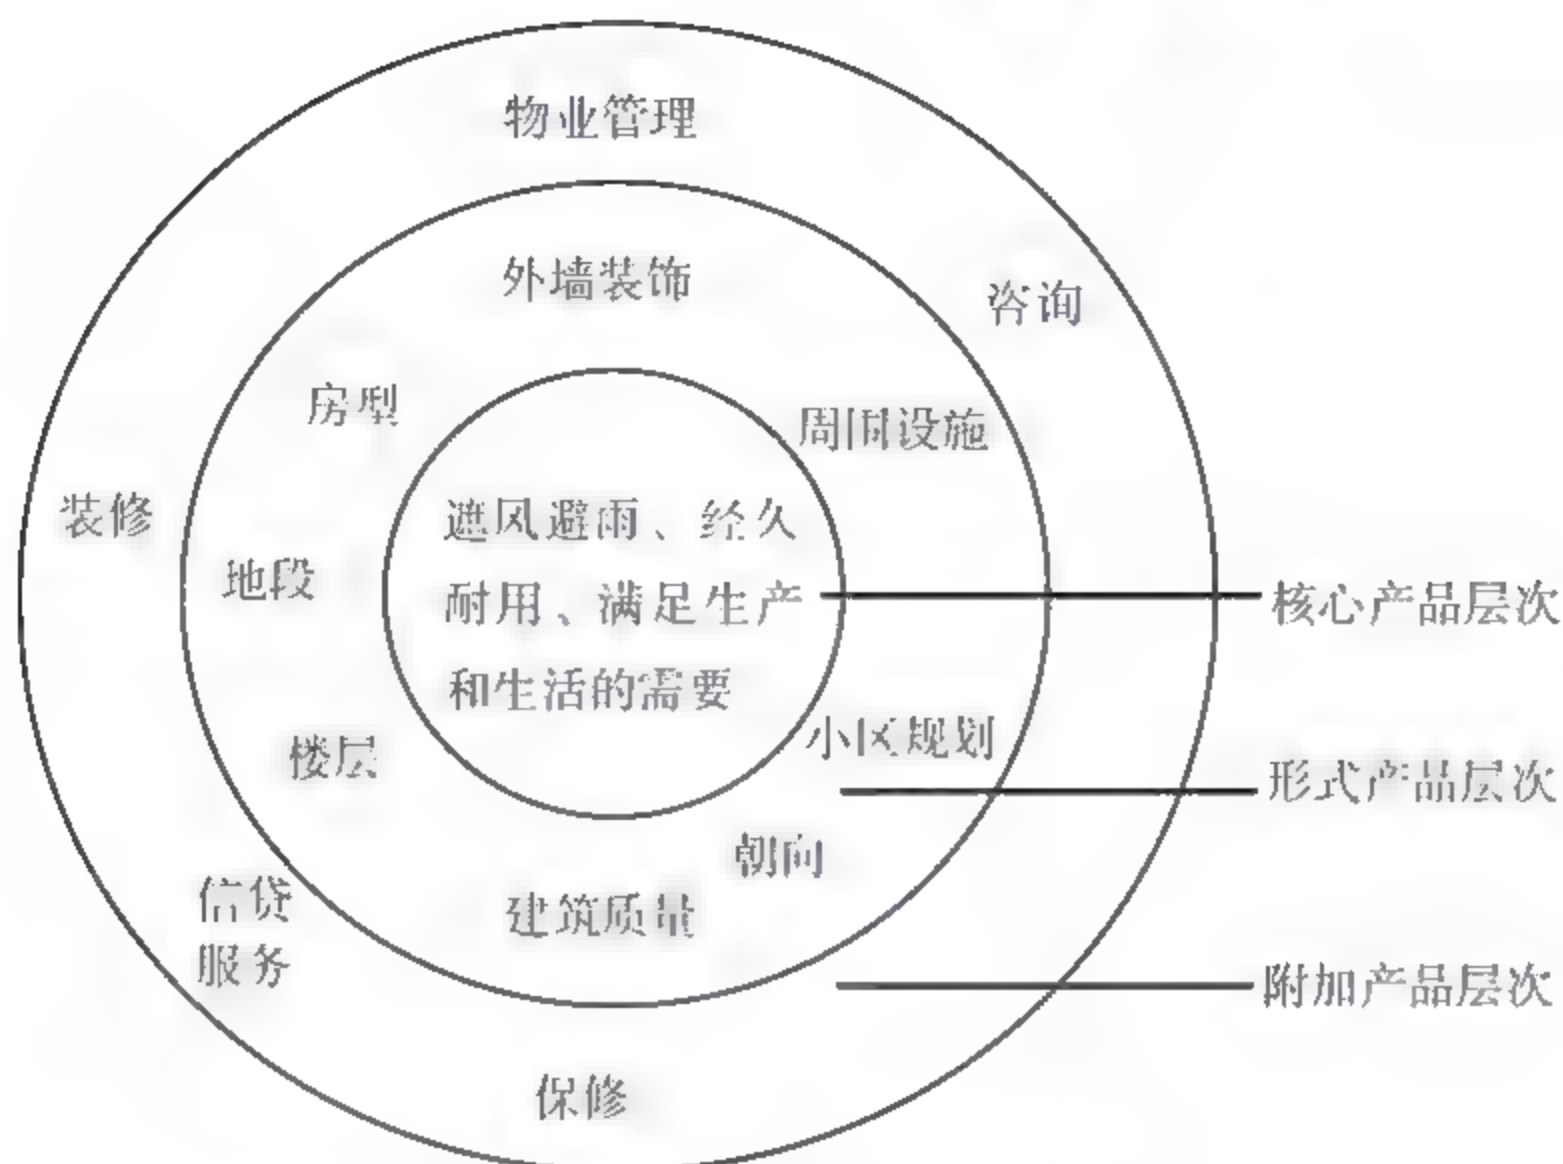 物业管理
外墙装饰
咨询
房型
周围设施
装修
遮风避雨、经久
地段
耐用、满足生产
核心产品层次
和生活的需要
小区规划
楼层
形式产品层次
朝向
信贷
建筑质量
服务
附加产品层次
保修